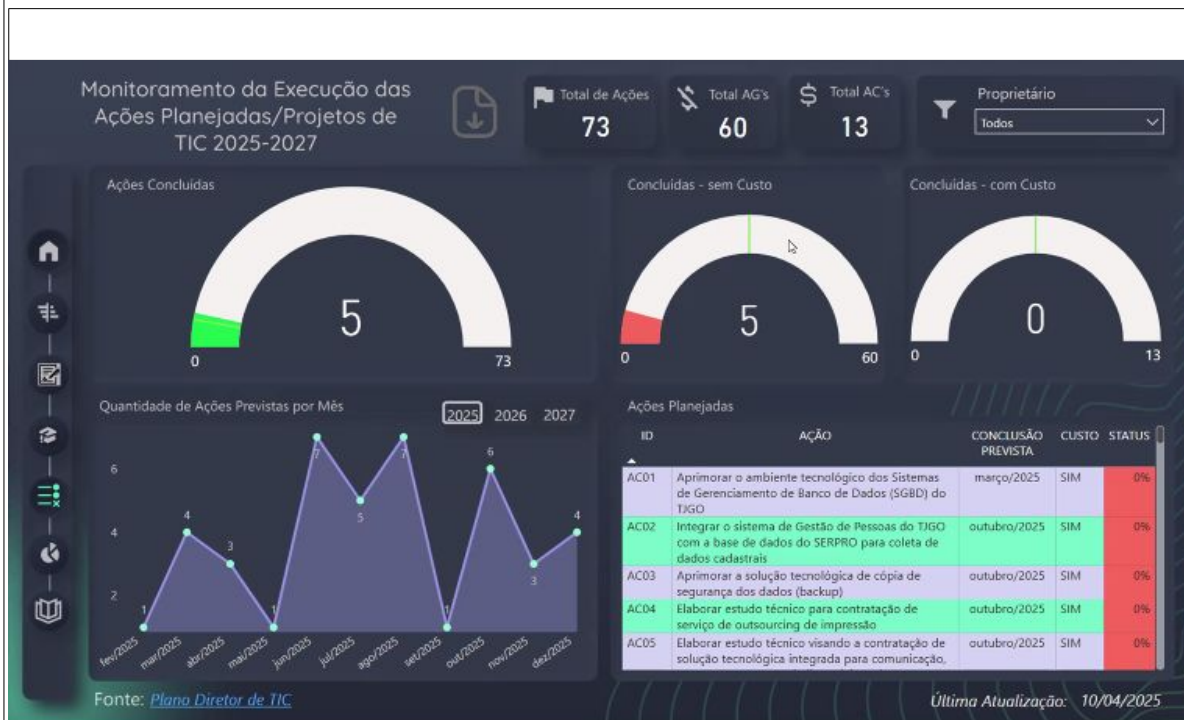 Monitoramento da Execução das
Ações Planejadas/Projetos de
TIC 2025-2027
Total de Ações
73
Total AG's
60
Total AC's
13
Proprietário
Todos
Ações Concluídas
5
0
73
Concluídas - sem Custo
5
0
60
Concluídas - com Custo
0
0
13
Quantidade de Ações Previstas por Mês
2025 2026 2027
6
4
2
1
4
3
1
7
5
7
1
6
3
4
fev/2025 mar/2025 abr/2025 mai/2025 jun/2025 jul/2025 ago/2025 set/2025 out/2025 nov/2025 dez/2025
Ações Planejadas
ID AÇÃO CONCLUSÃO PREVISTA CUSTO STATUS
AC01 Aprimorar o ambiente tecnológico dos Sistemas março/2025 SIM 0%
de Gerenciamento de Banco de Dados (SGBD) do
TJGO
AC02 Integrar o sistema de Gestão de Pessoas do TJGO outubro/2025 SIM 0%
com a base de dados do SERPRO para coleta de
dados cadastrais
AC03 Aprimorar a solução tecnológica de cópia de outubro/2025 SIM 0%
segurança dos dados (backup)
AC04 Elaborar estudo técnico para contratação de outubro/2025 SIM 0%
serviço de outsourcing de impressão
AC05 Elaborar estudo técnico visando a contratação de outubro/2025 SIM 0%
solução tecnológica integrada para comunicação,
Fonte: Plano Diretor de TIC
Última Atualização: 10/04/2025